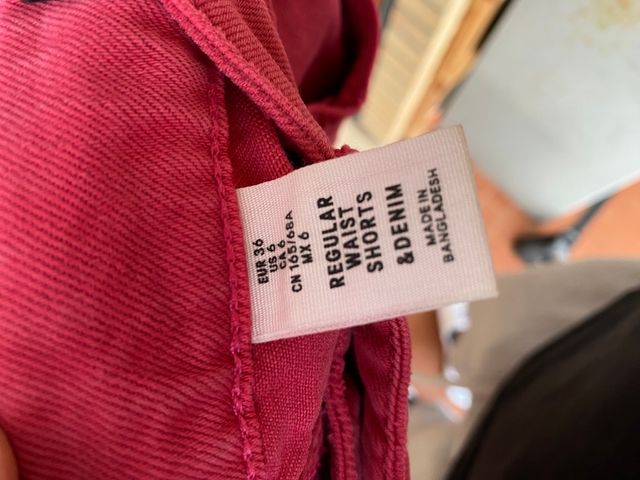 EUR 36
US 6
CA 6
CN 165/68A
MX 6
REGULAR
WAIST
SHORTS
&DENIM
MADE IN
BANGLADESH